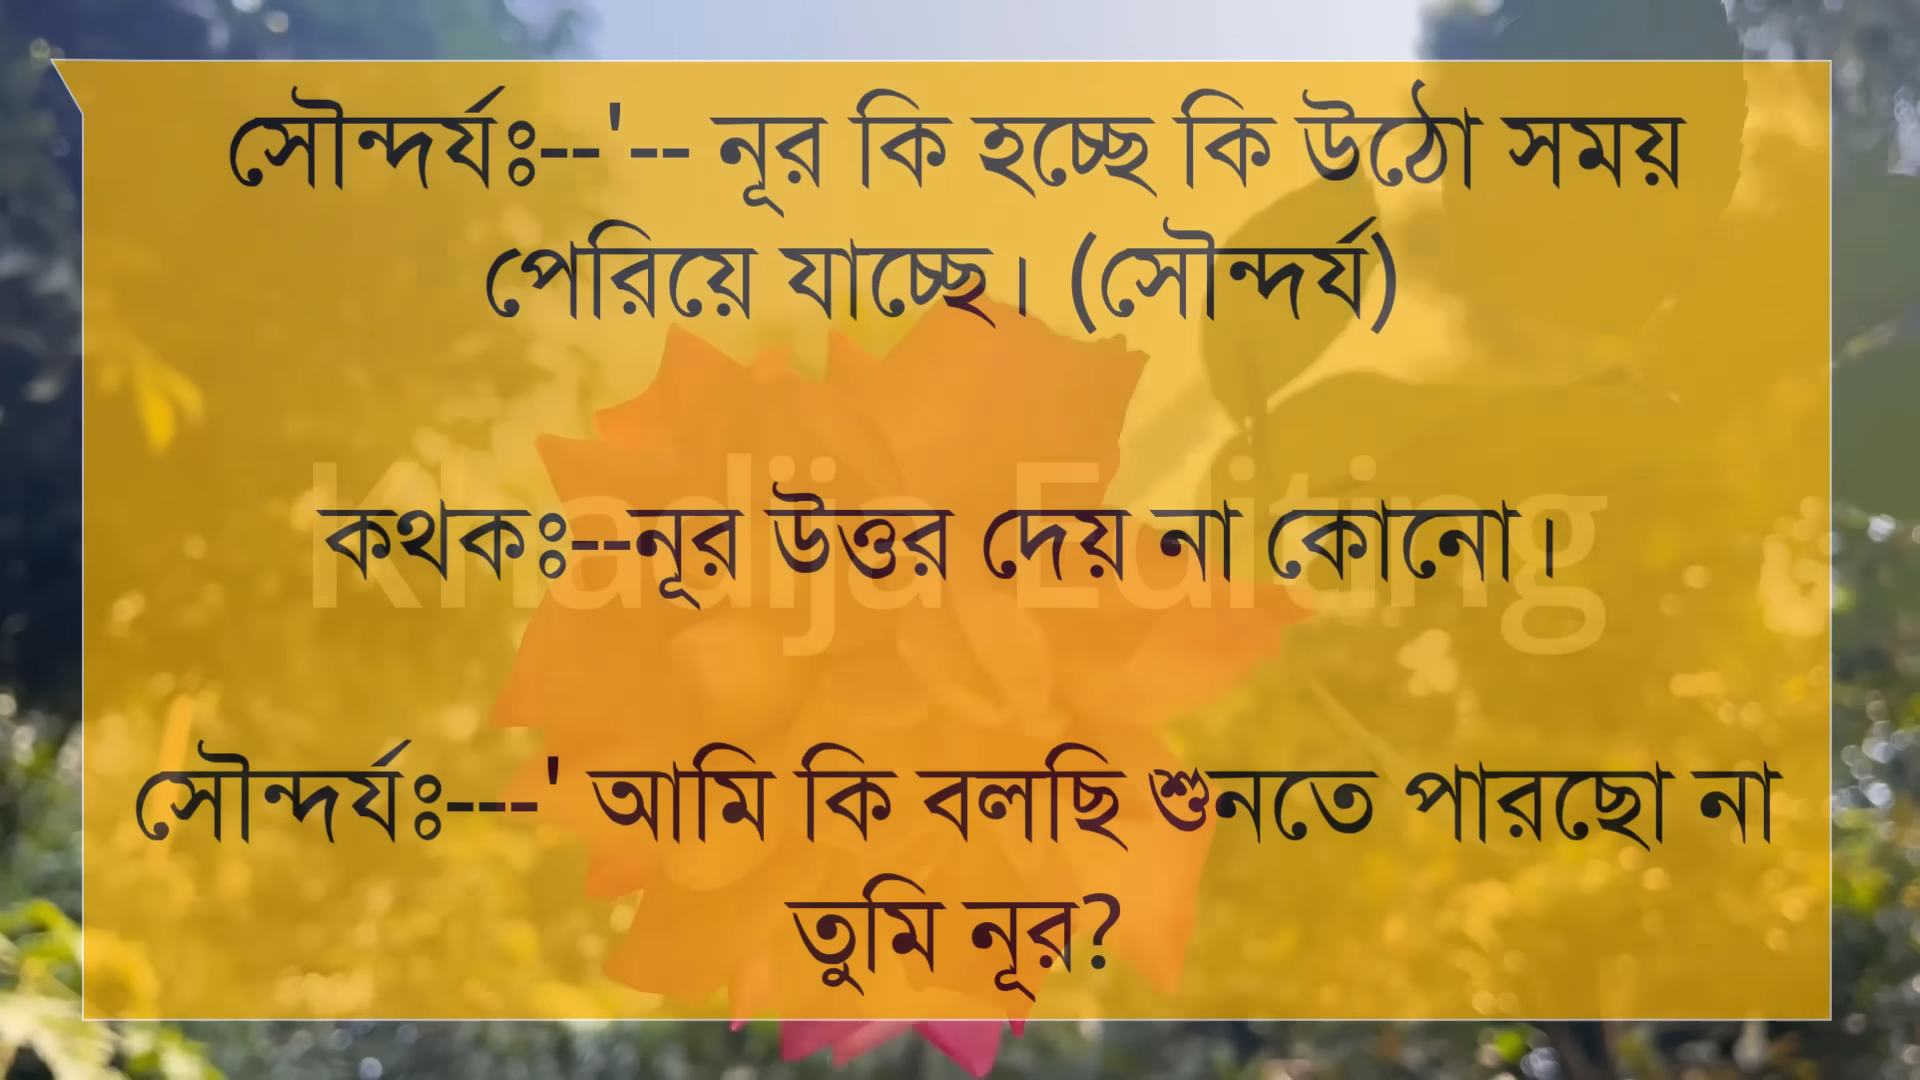 সৌন্দর্যঃ--'-- নূর কি হচ্ছে কি উঠো সময়
পেরিয়ে যাচ্ছে। (সৌন্দর্য)
Khadija Editing
কথকঃ--নূর উত্তর দেয় না কোনো।
সৌন্দর্যঃ---' আমি কি বলছি শুনতে পারছো না
তুমি নূর?